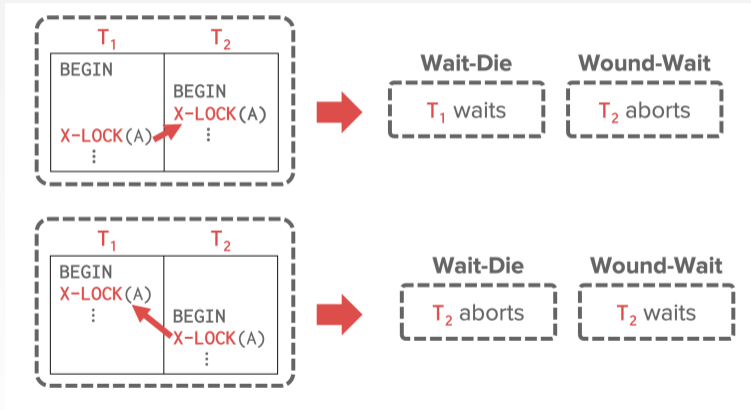 T1 T2
BEGIN
BEGIN
X-LOCK(A)
X-LOCK(A)
⋮
⋮
Wait-Die Wound-Wait
T1 waits T2 aborts
T1 T2
BEGIN
X-LOCK(A)
⋮
BEGIN
X-LOCK(A)
⋮
Wait-Die Wound-Wait
T2 aborts T2 waits